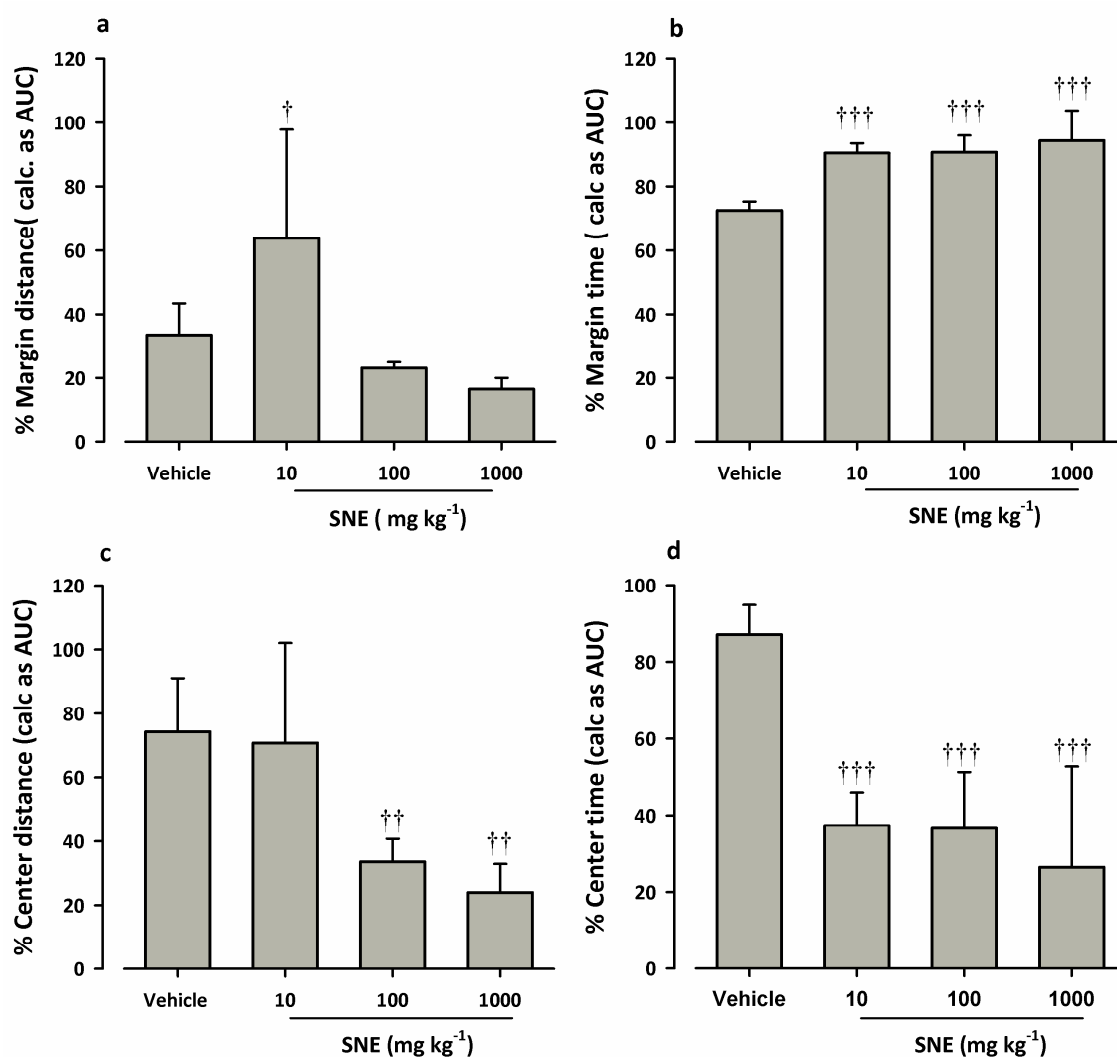 a
% Margin distance( calc. as AUC)
120
100
80
60
40
20
0
†
Vehicle 10 100 1000
SNE ( mg kg⁻¹)
b
% Margin time ( calc as AUC)
120
100
80
60
40
20
0
††† ††† †††
Vehicle 10 100 1000
SNE (mg kg⁻¹)
c
% Center distance (calc as AUC)
120
100
80
60
40
20
0
†† ††
Vehicle 10 100 1000
SNE (mg kg⁻¹)
d
% Center time (calc as AUC)
100
80
60
40
20
0
††† ††† †††
Vehicle 10 100 1000
SNE (mg kg⁻¹)